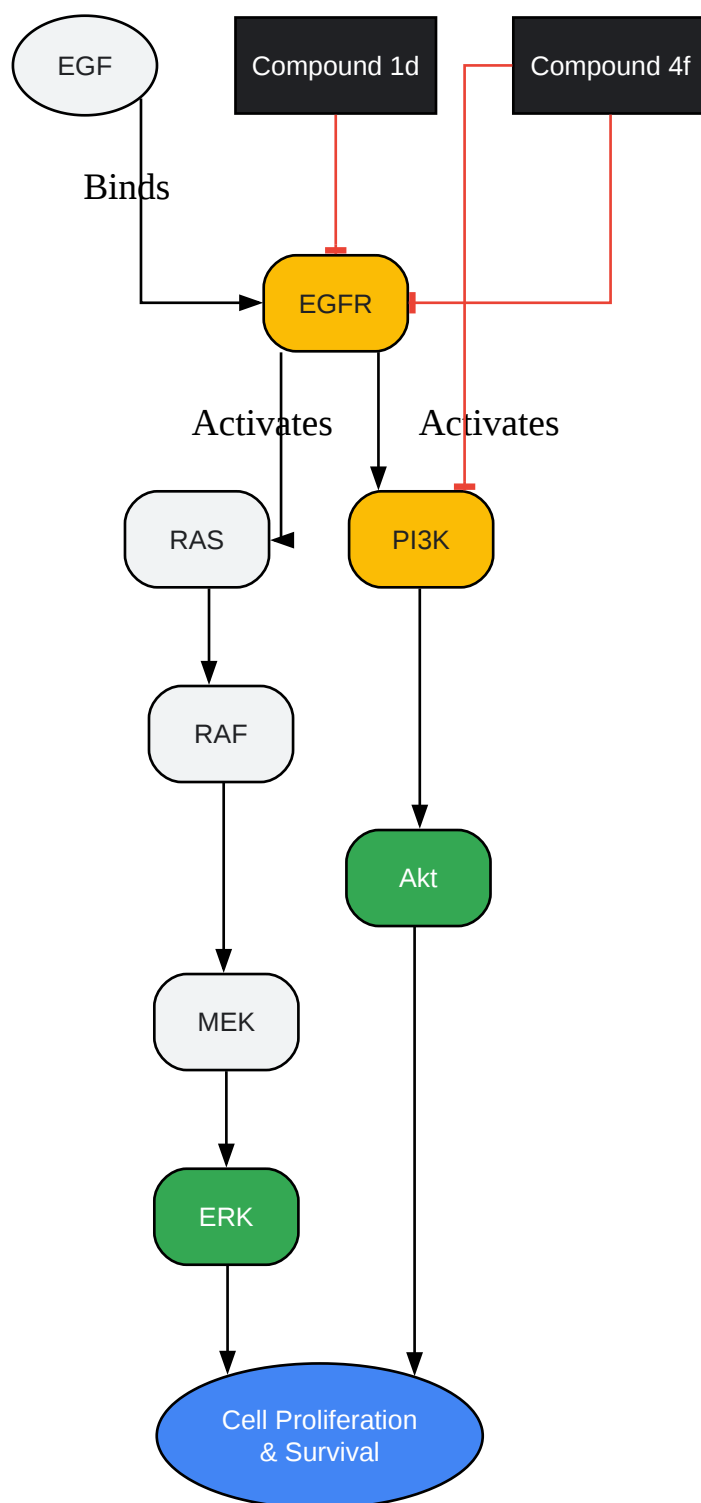 EGF
Compound 1d
Compound 4f
Binds
EGFR
Activates
Activates
RAS
PI3K
RAF
Akt
MEK
ERK
Cell Proliferation
& Survival